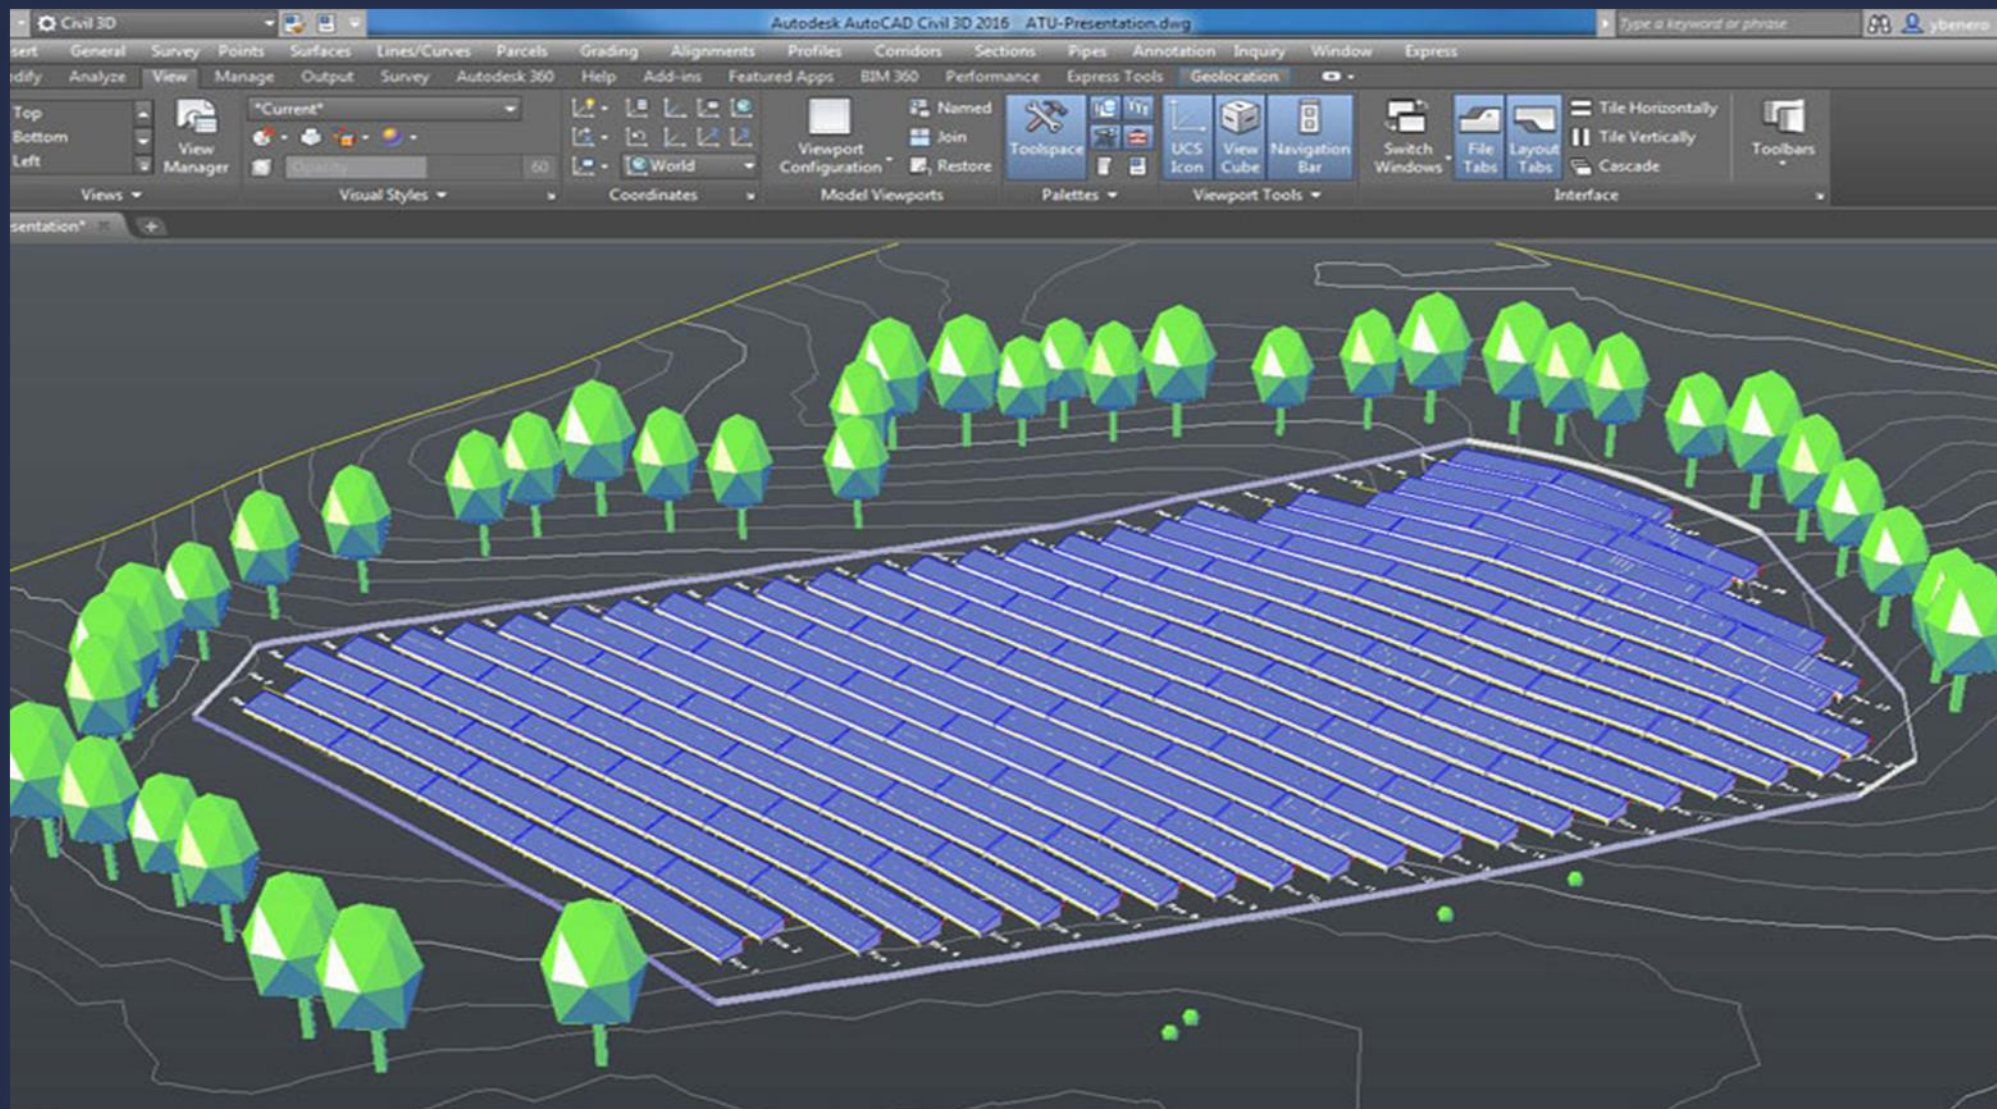 Civil 3D Autodesk AutoCAD Civil 3D 2016 ATU-Presentation.dwg Type a keyword or phrase ybenero
sert General Survey Points Surfaces Lines/Curves Parcels Grading Alignments Profiles Corridors Sections Pipes Annotation Inquiry Window Express
dify Analyze View Manage Output Survey Autodesk 360 Help Add-ins Featured Apps BIM 360 Performance Express Tools Geolocation
Top
Bottom
Left
View
Manager
Views
*Current*
Opacity 60
Visual Styles
World
Coordinates
Viewport
Configuration
Named
Join
Restore
Model Viewports
Toolspace
Palettes
UCS
Icon
View
Cube
Navigation
Bar
Viewport Tools
Switch
Windows
File
Tabs
Layout
Tabs
Tile Horizontally
Tile Vertically
Cascade
Interface
Toolbars
sentation*